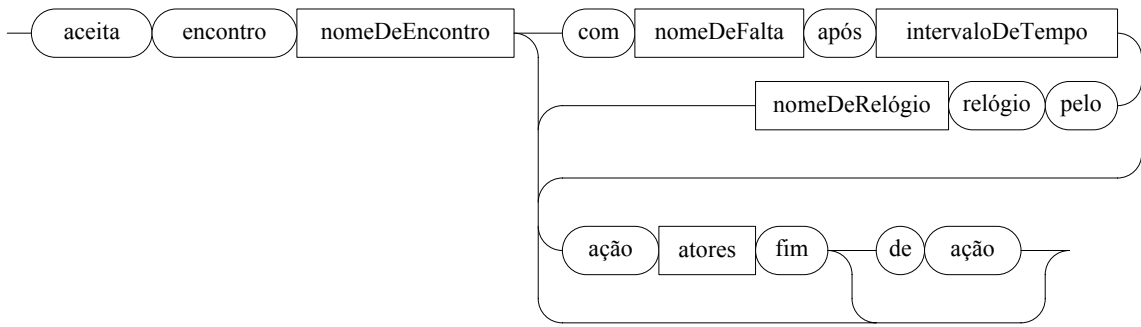 aceita encontro nomeDeEncontro com nomeDeFalta após intervaloDeTempo
nomeDeRelógio relógio pelo
ação atores fim de ação